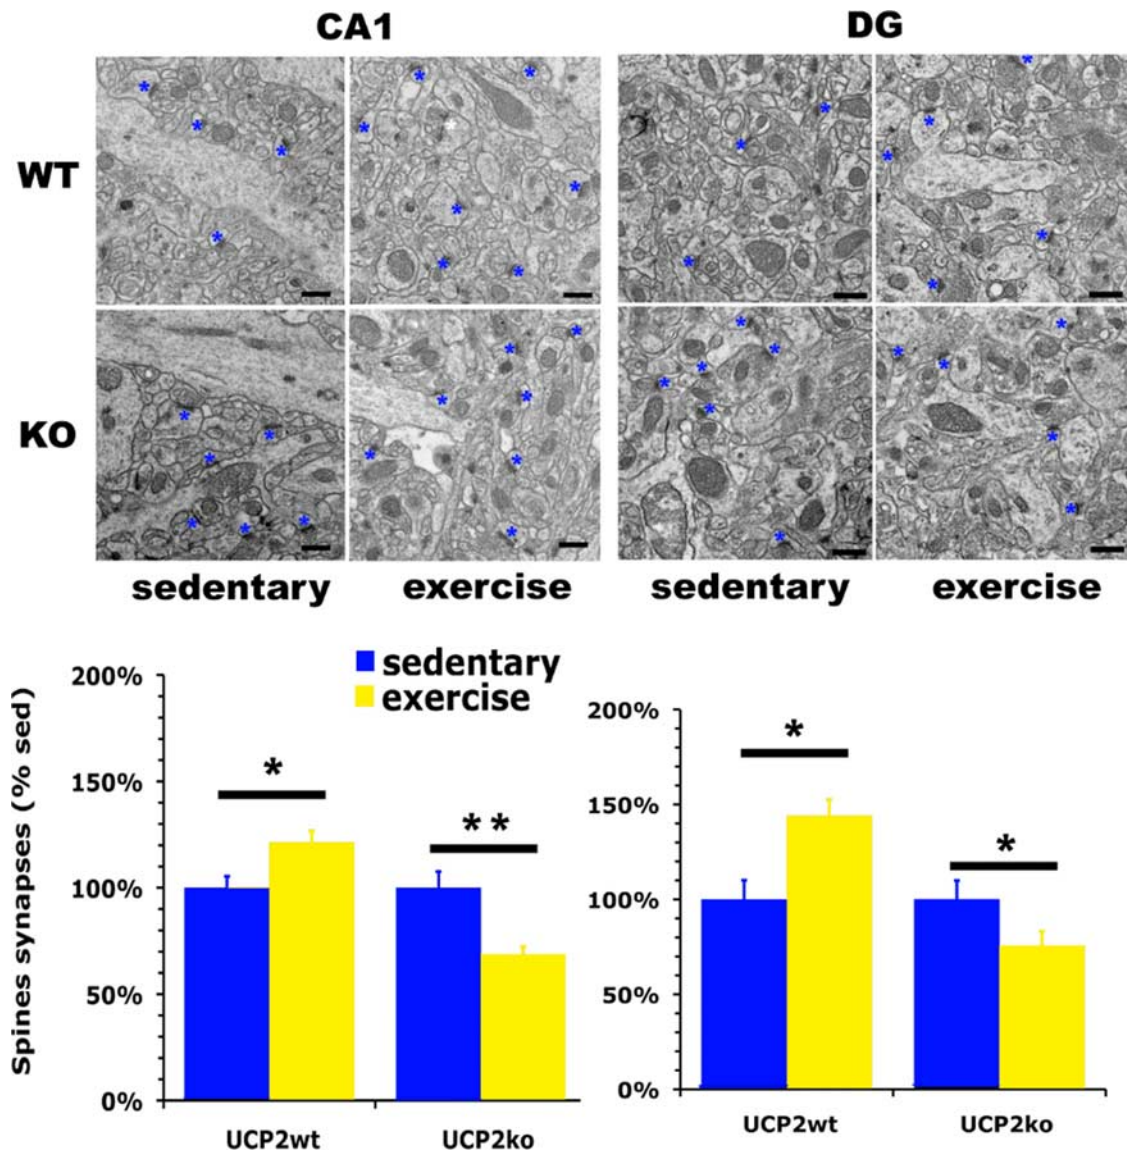 CA1 DG
WT
KO
sedentary exercise sedentary exercise
sedentary
exercise
Spines synapses (% sed)
200%
150%
100%
50%
0%
*
* *
UCP2wt UCP2ko
200%
150%
100%
50%
0%
*
*
UCP2wt UCP2ko